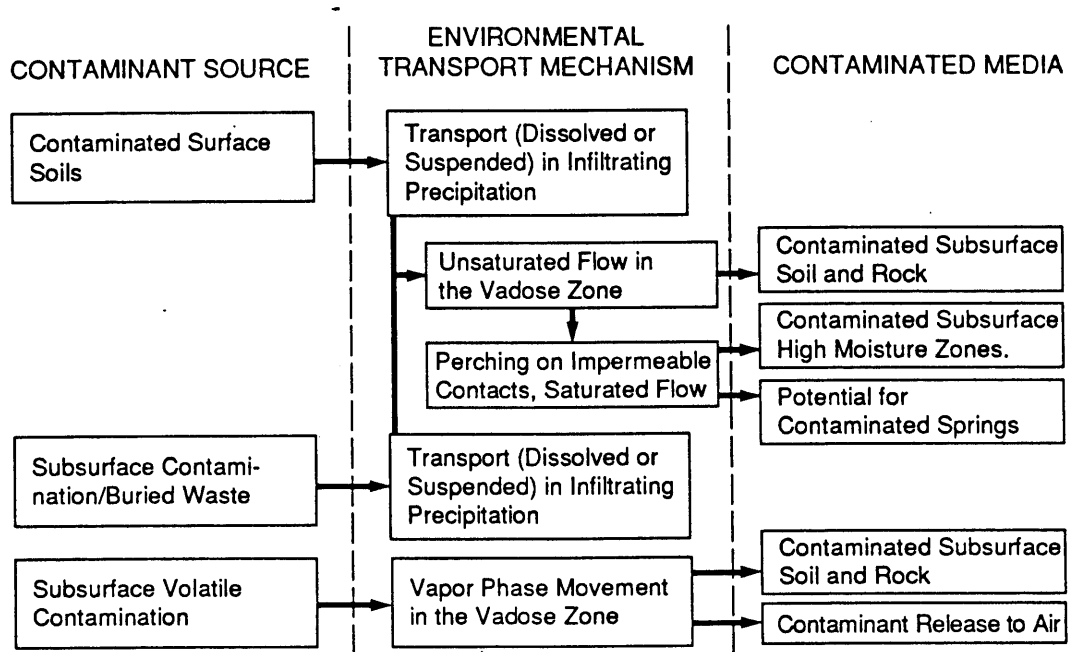 CONTAMINANT SOURCE
ENVIRONMENTAL
TRANSPORT MECHANISM
CONTAMINATED MEDIA
Contaminated Surface
Soils
Transport (Dissolved or
Suspended) in Infiltrating
Precipitation
Unsaturated Flow in
the Vadose Zone
Contaminated Subsurface
Soil and Rock
Perching on Impermeable
Contacts, Saturated Flow
Contaminated Subsurface
High Moisture Zones.
Potential for
Contaminated Springs
Subsurface Contami-
nation/Buried Waste
Transport (Dissolved or
Suspended) in Infiltrating
Precipitation
Subsurface Volatile
Contamination
Vapor Phase Movement
in the Vadose Zone
Contaminated Subsurface
Soil and Rock
Contaminant Release to Air